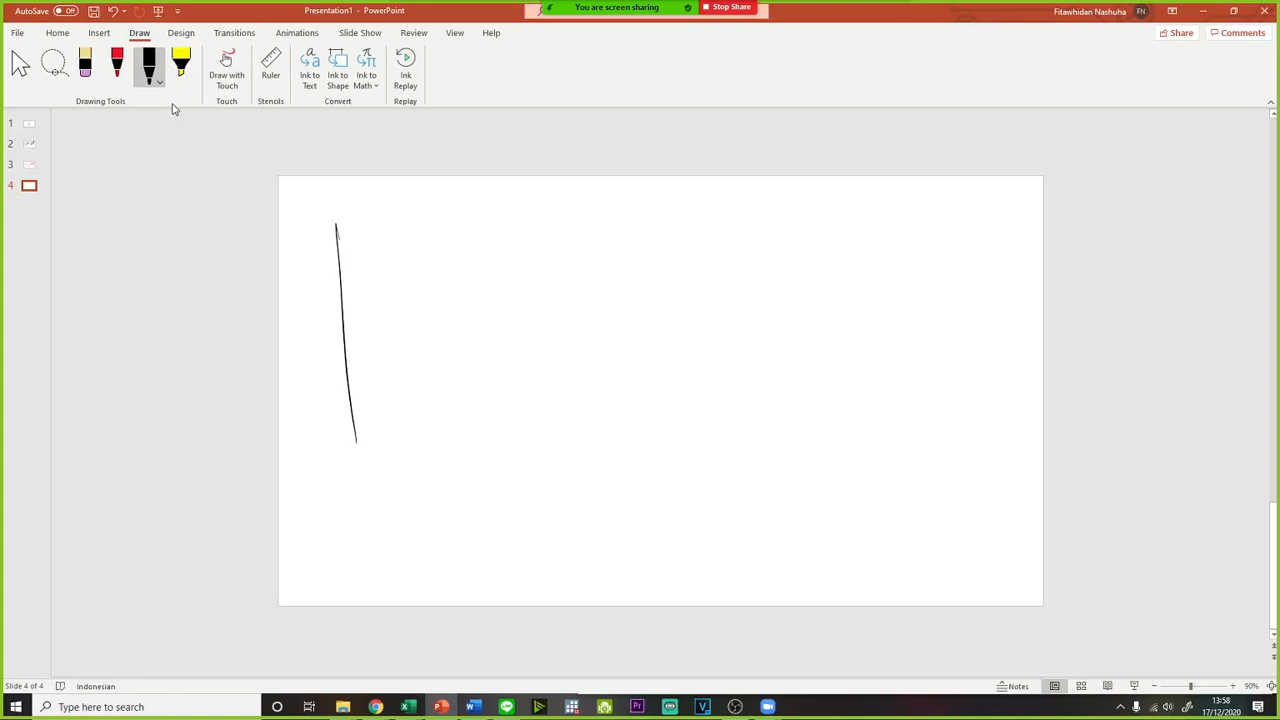 AutoSave Off Presentation1 - PowerPoint You are screen sharing Stop Share Fitawhidan Nashuha FN
File Home Insert Draw Design Transitions Animations Slide Show Review View Help Share Comments
Draw with Touch Ruler Ink to Text Ink to Shape Ink to Math Ink Replay
Drawing Tools Touch Stencils Convert Replay
1
2
3
4
Slide 4 of 4 Indonesian Notes 90%
Type here to search 13:58
17/12/2020